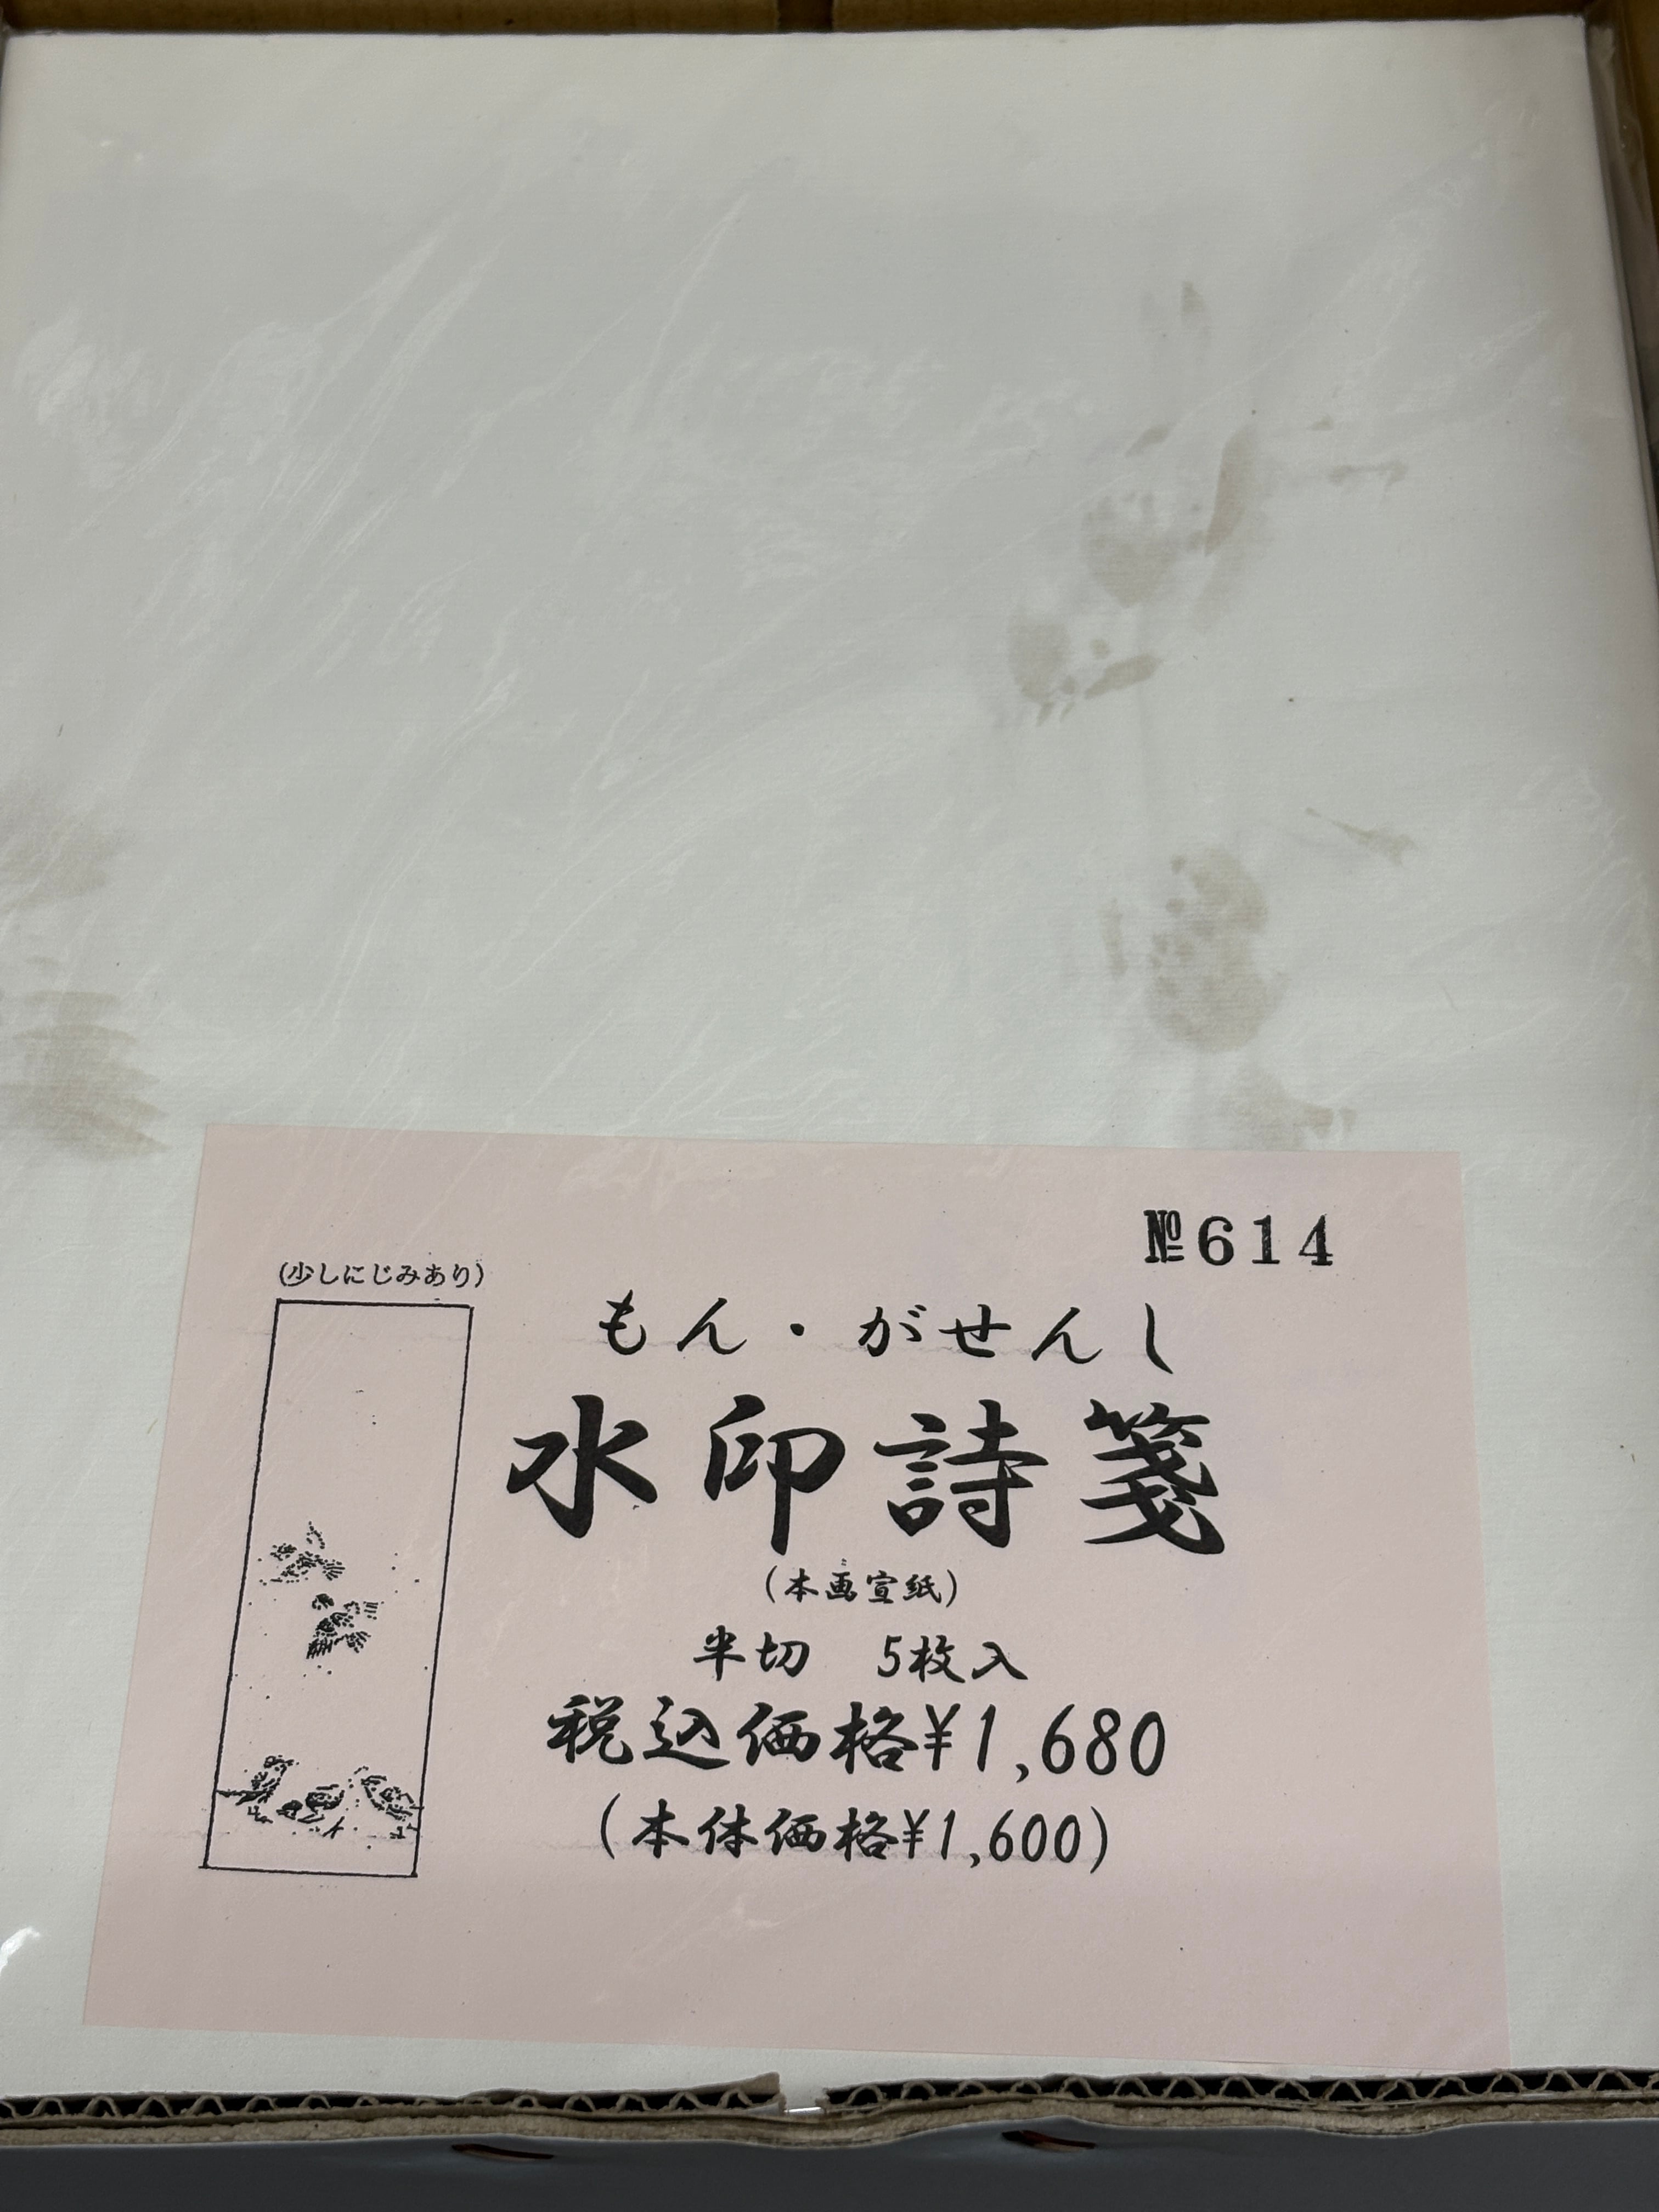 №614
(少しにじみあり)
もん・がせんし
水印詩箋
(本画宣紙)
半切 5枚入
税込価格¥1,680
(本体価格¥1,600)